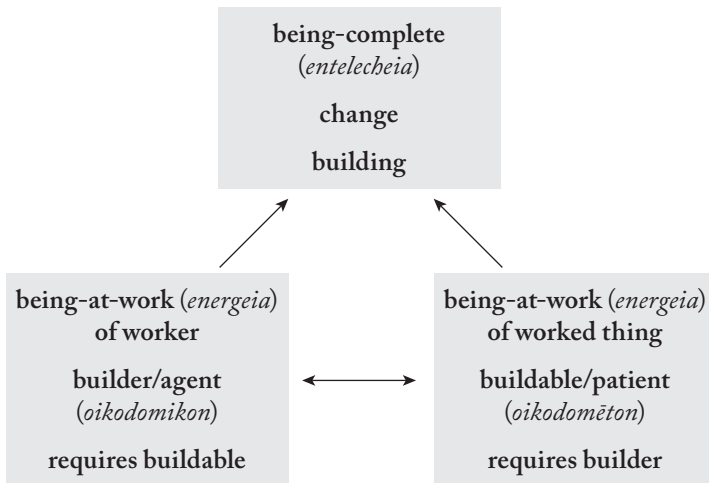 being-complete
(entelecheia)
change
building
being-at-work (energeia)
of worker
builder/agent
(oikodomikon)
requires buildable
being-at-work (energeia)
of worked thing
buildable/patient
(oikodomēton)
requires builder